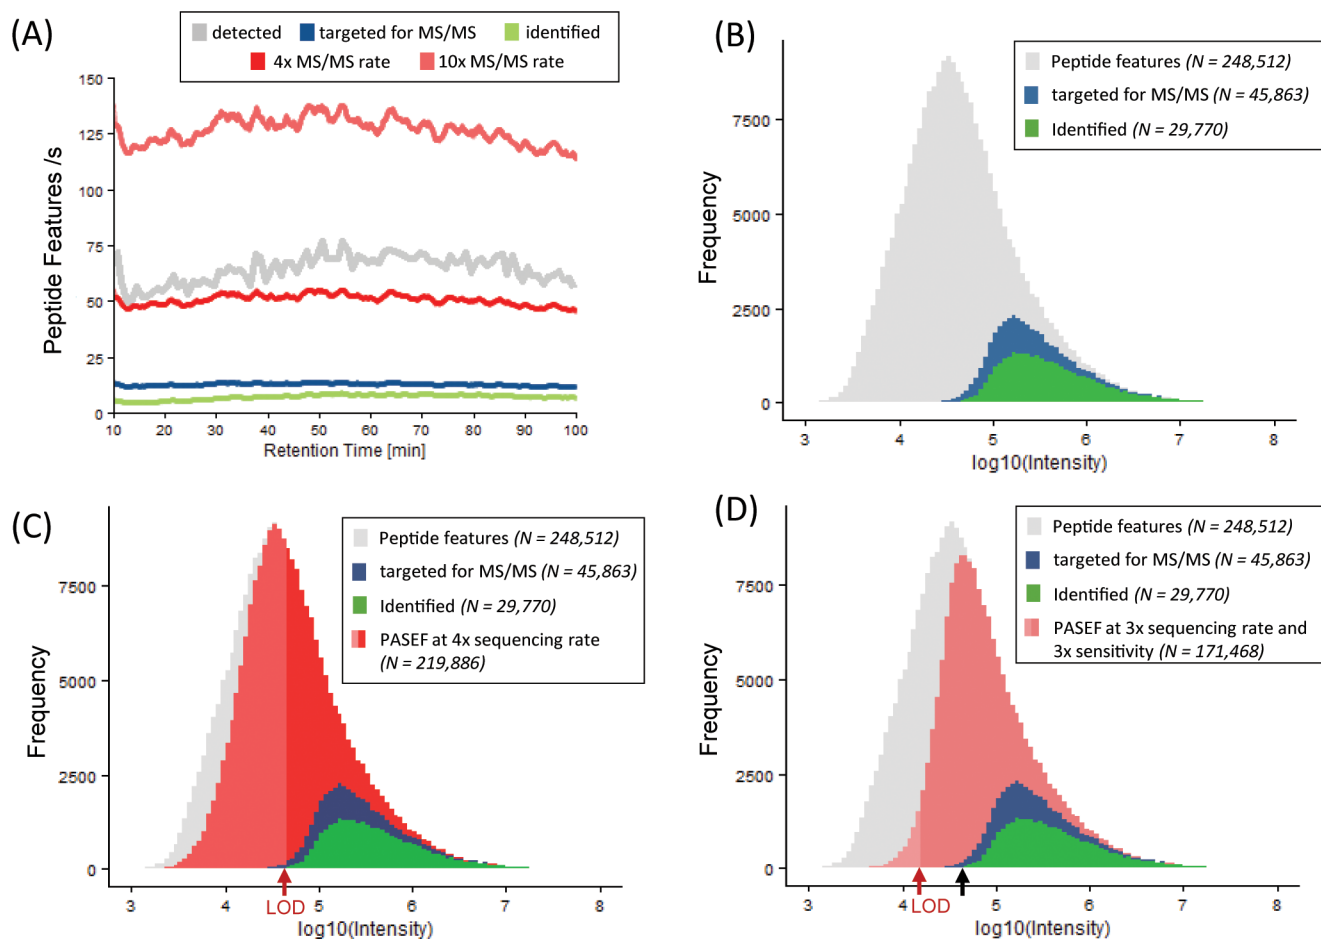 (A)
detected
targeted for MS/MS
identified
4x MS/MS rate
10x MS/MS rate
150
125
100
75
50
25
0
Peptide Features /s
10 20 30 40 50 60 70 80 90 100
Retention Time [min]
(B)
Peptide features (N = 248,512)
targeted for MS/MS (N = 45,863)
Identified (N = 29,770)
7500
5000
2500
0
Frequency
3 4 5 6 7 8
log10(Intensity)
(C)
Peptide features (N = 248,512)
targeted for MS/MS (N = 45,863)
Identified (N = 29,770)
PASEF at 4x sequencing rate
(N = 219,886)
7500
5000
2500
0
Frequency
3 4 5 6 7 8
LOD
log10(Intensity)
(D)
Peptide features (N = 248,512)
targeted for MS/MS (N = 45,863)
Identified (N = 29,770)
PASEF at 3x sequencing rate and
3x sensitivity (N = 171,468)
7500
5000
2500
0
Frequency
3 4 5 6 7 8
LOD
log10(Intensity)